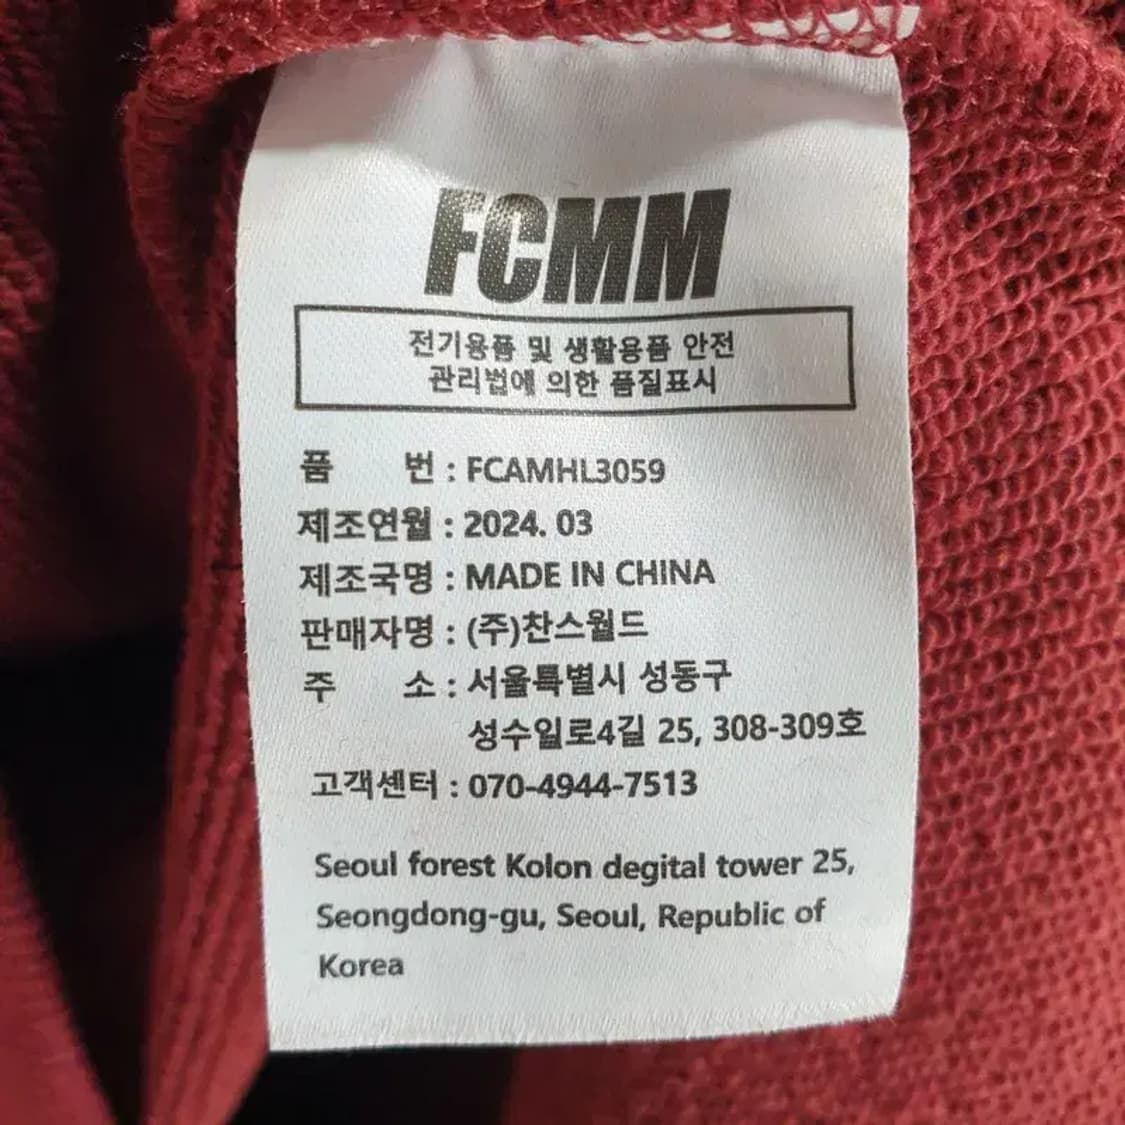 FCMM
전기용품 및 생활용품 안전
관리법에 의한 품질표시
품 번 : FCAMHL3059
제조연월 : 2024. 03
제조국명 : MADE IN CHINA
판매자명 : (주)찬스월드
주 소 : 서울특별시 성동구
성수일로4길 25, 308-309호
고객센터 : 070-4944-7513
Seoul forest Kolon degital tower 25,
Seongdong-gu, Seoul, Republic of
Korea